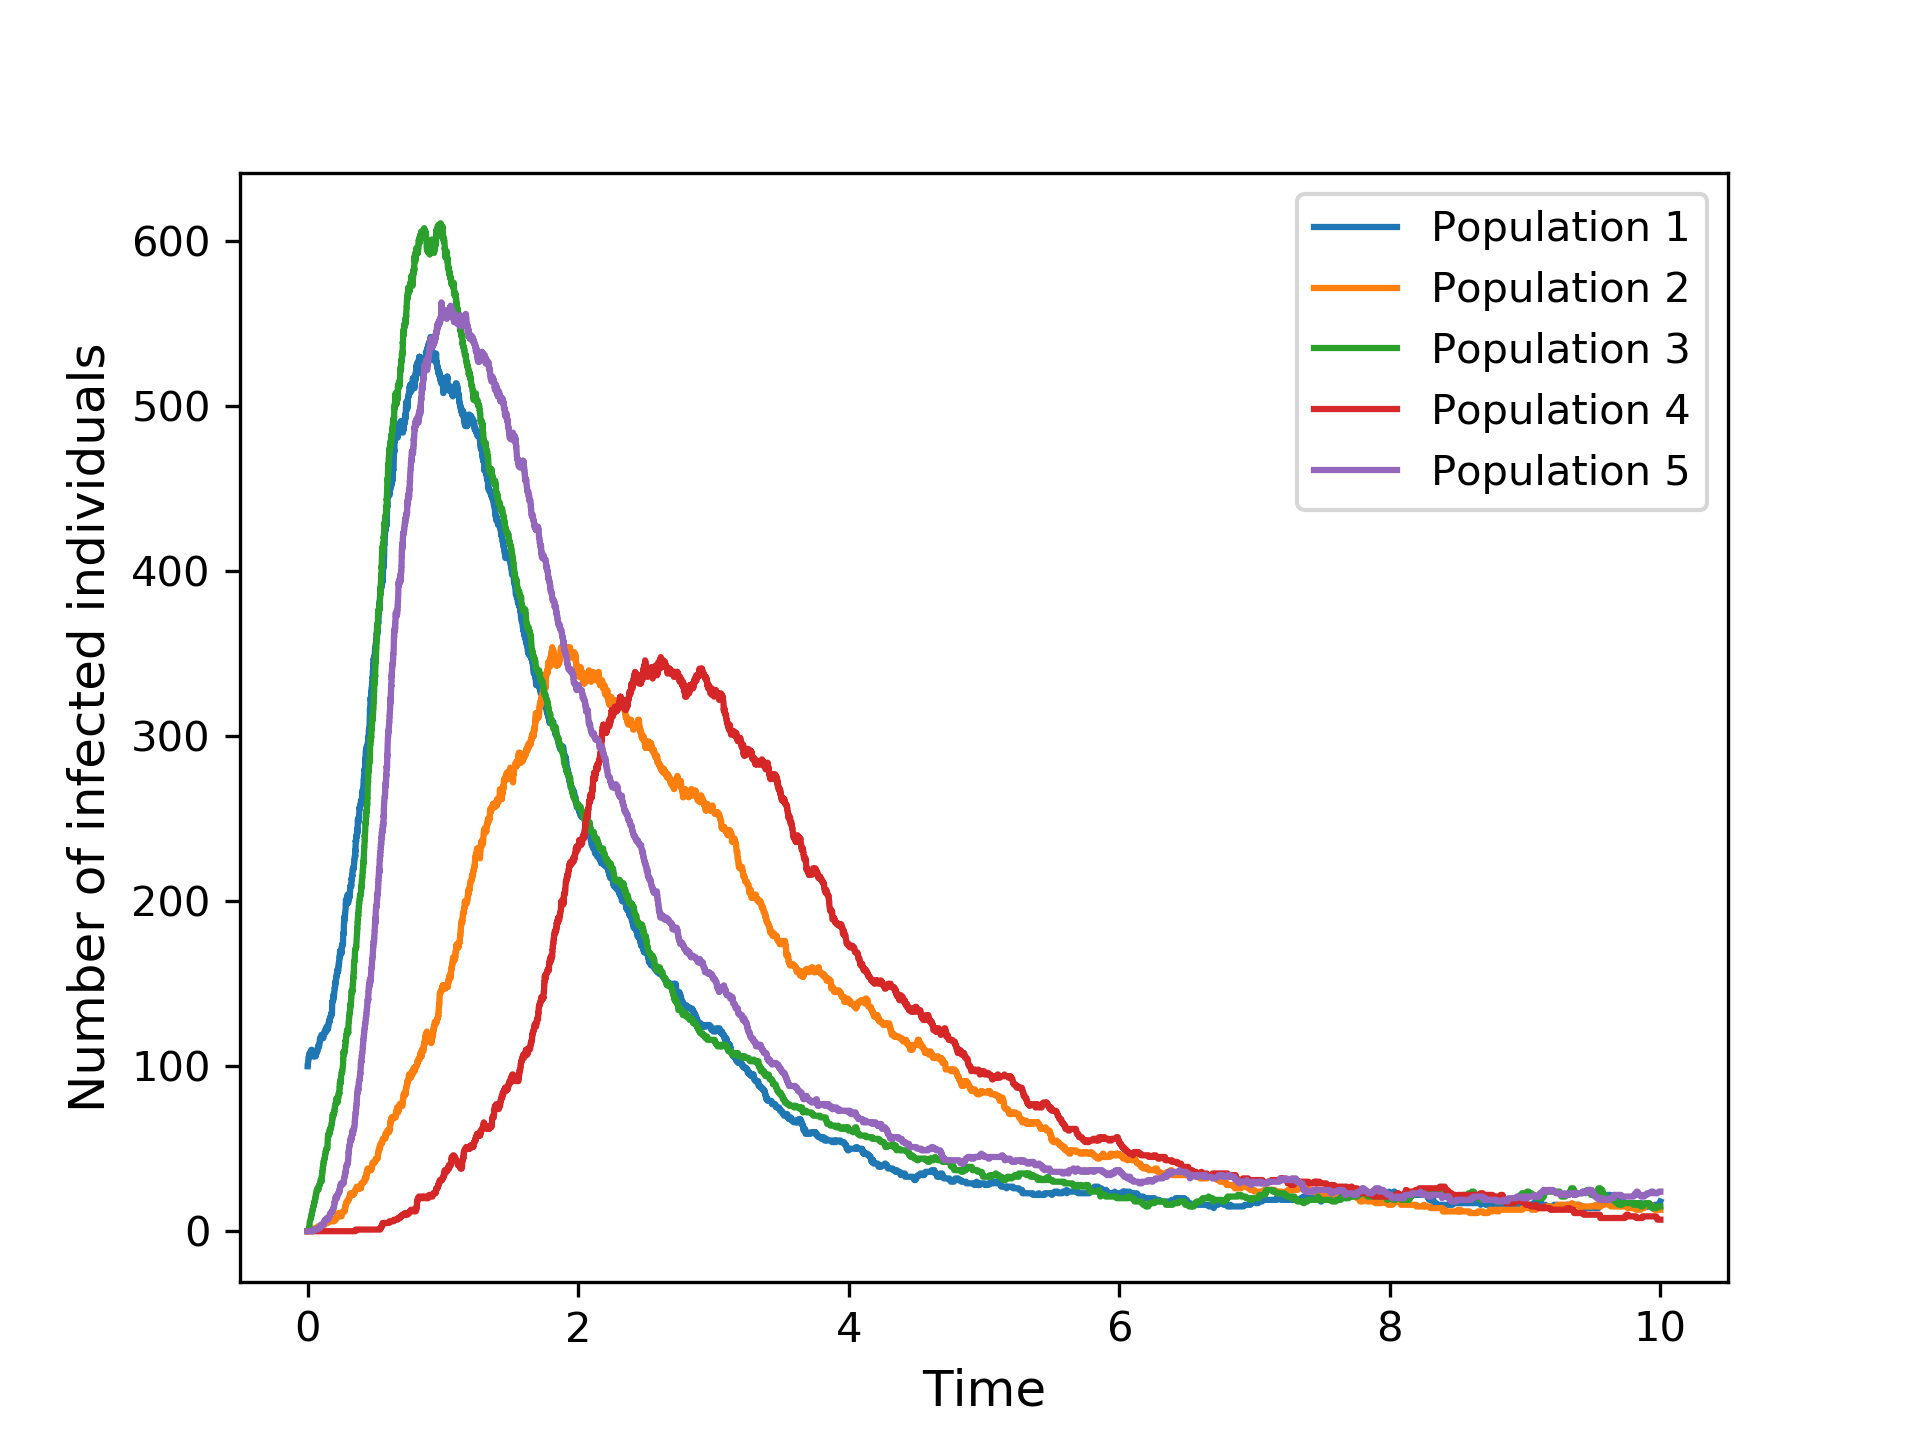 Number of infected individuals
600
500
400
300
200
100
0
Population 1
Population 2
Population 3
Population 4
Population 5
0 2 4 6 8 10
Time